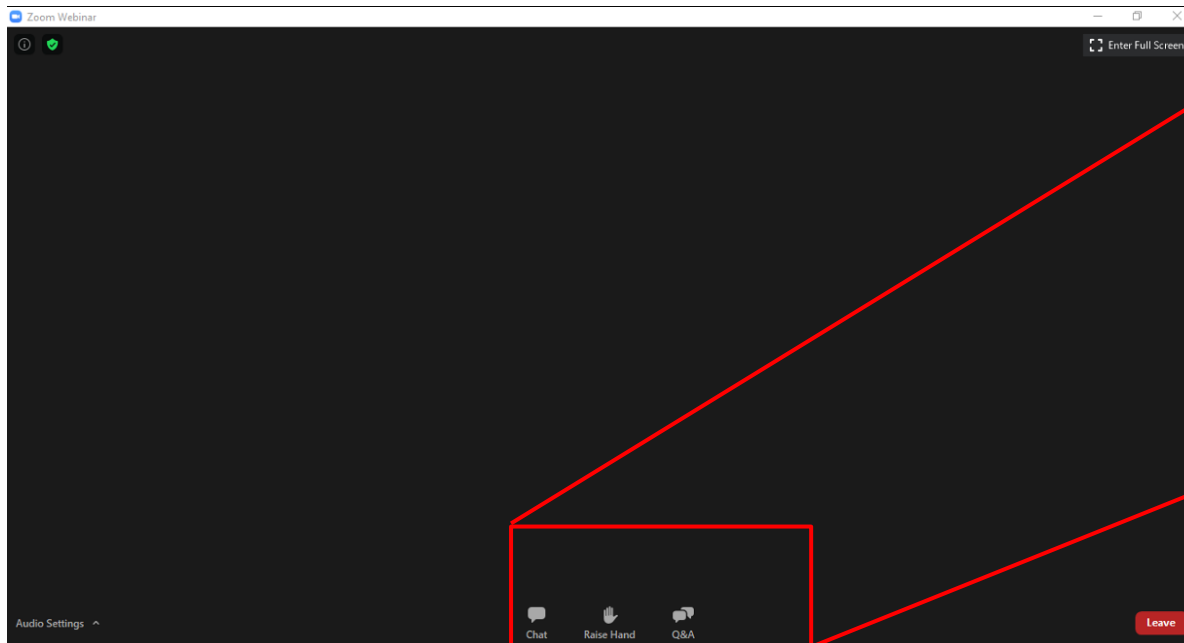 Zoom Webinar
Enter Full Screen
Audio Settings
Chat
Raise Hand
Q&A
Leave